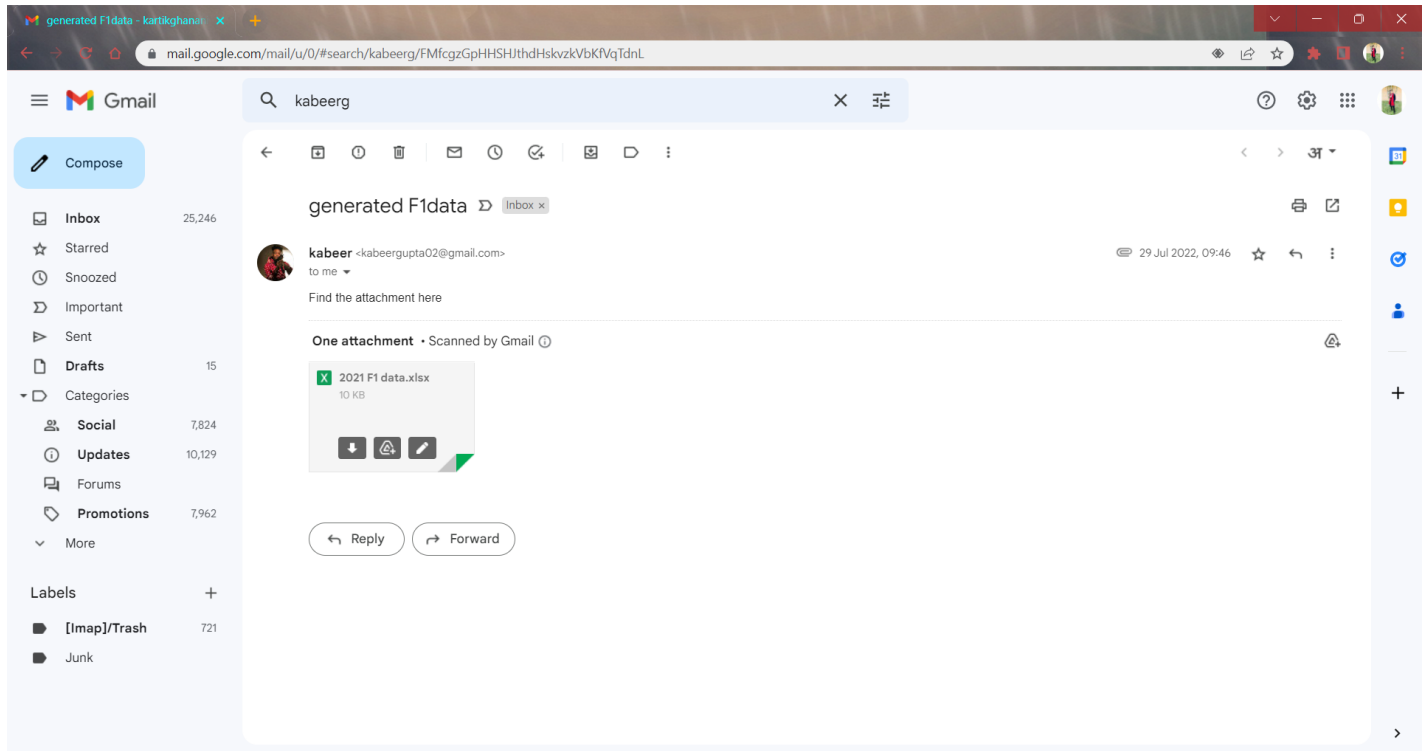 generated F1data - kartikghanan
mail.google.com/mail/u/0/#search/kabeerg/FMfcgzGpHHSHJthdHskvzkVbKfVqTdnL
Gmail
kabeerg
Compose
अ
31
Inbox 25,246
Starred
Snoozed
Important
Sent
Drafts 15
Categories
Social 7,824
Updates 10,129
Forums
Promotions 7,962
More
Labels
[Imap]/Trash 721
Junk
generated F1data Inbox ×
kabeer <kabeergupta02@gmail.com> 29 Jul 2022, 09:46
to me
Find the attachment here
One attachment • Scanned by Gmail
X 2021 F1 data.xlsx
10 KB
Reply Forward